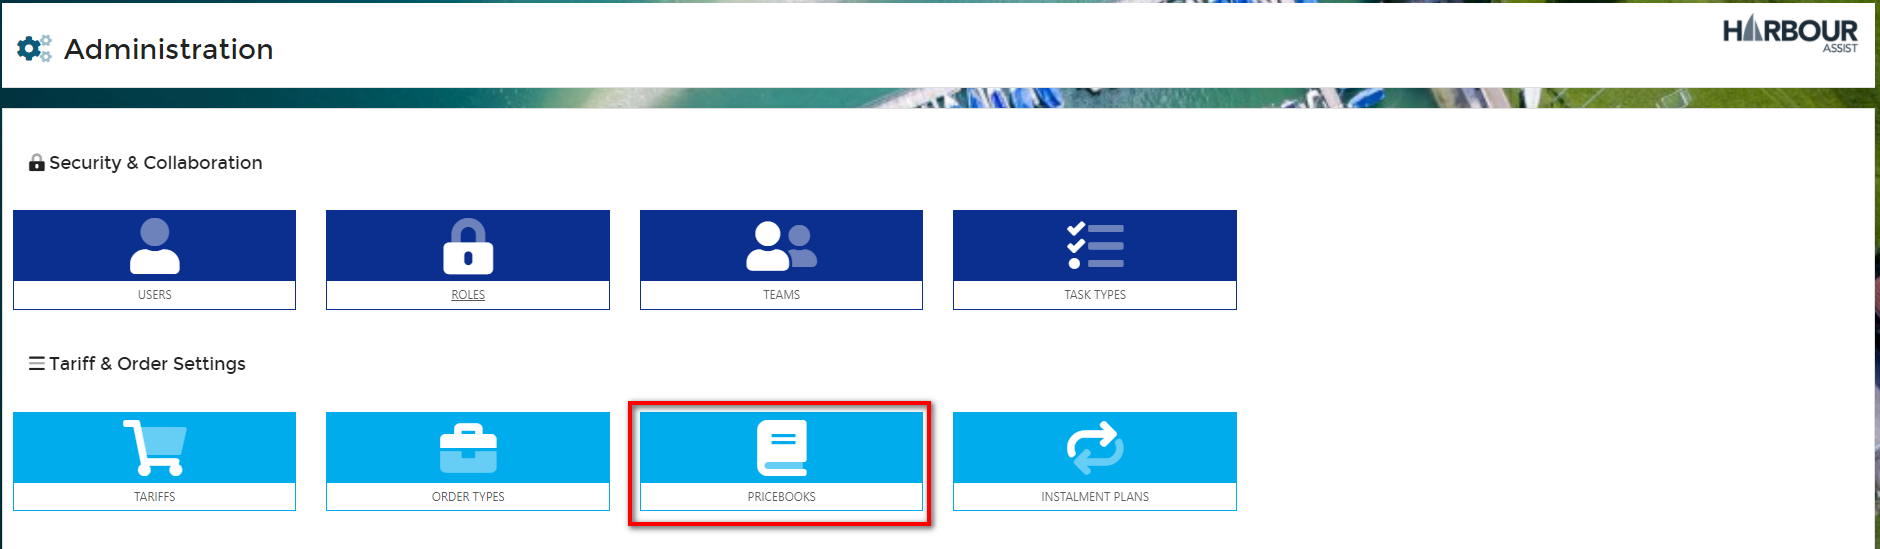 Administration
HARBOUR
ASSIST
Security & Collaboration
USERS
ROLES
TEAMS
TASK TYPES
Tariff & Order Settings
TARIFFS
ORDER TYPES
PRICEBOOKS
INSTALMENT PLANS